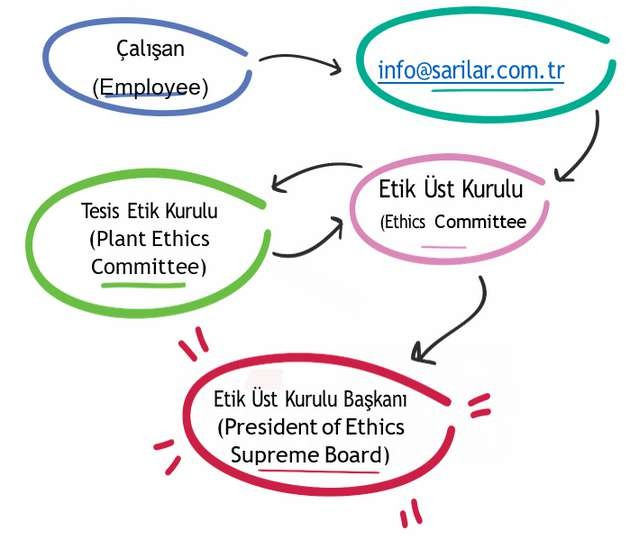 Çalışan
(Employee)
info@sarilar.com.tr
Etik Üst Kurulu
(Ethics Committee
Tesis Etik Kurulu
(Plant Ethics
Committee)
Etik Üst Kurulu Başkanı
(President of Ethics
Supreme Board)